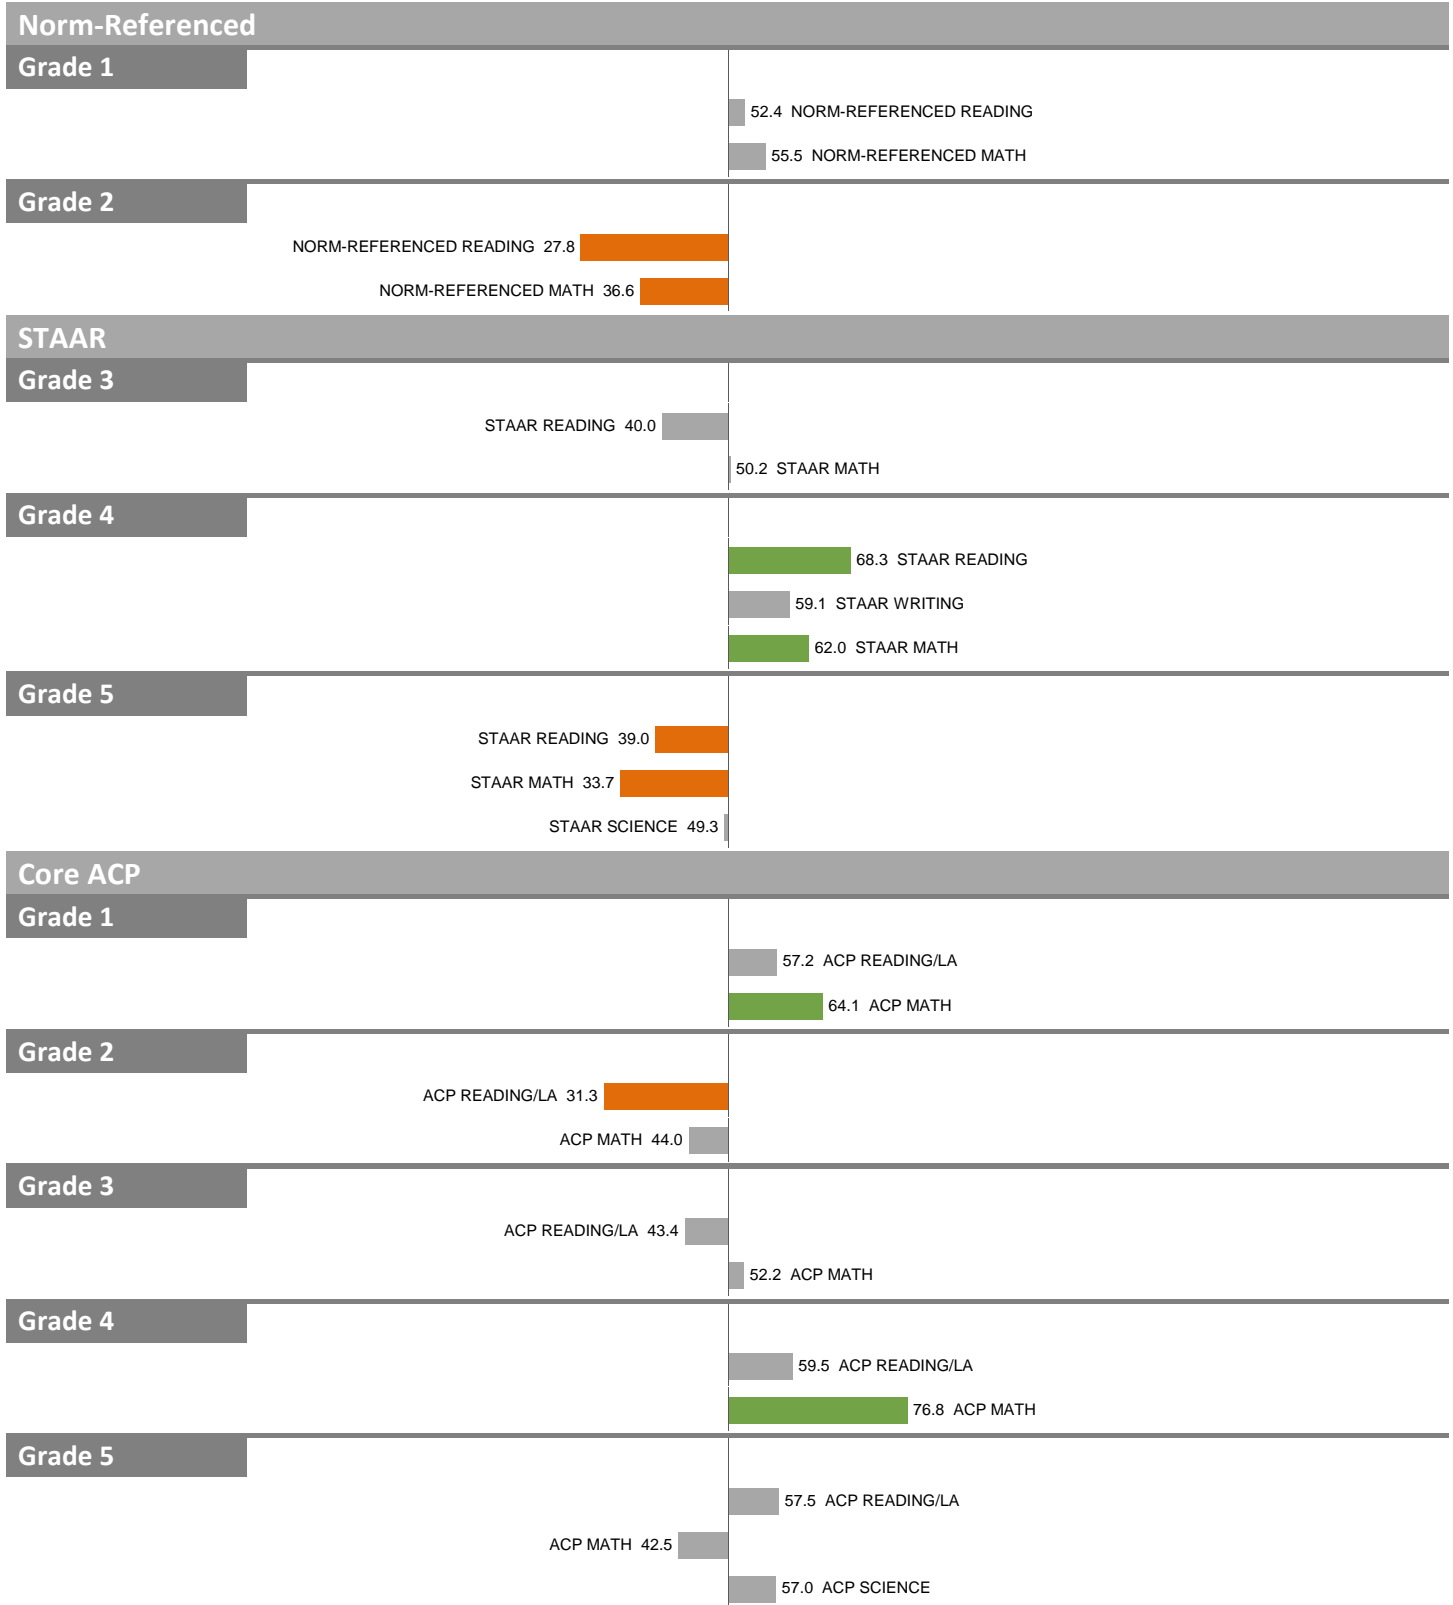 Norm-Referenced
Grade 1
52.4 NORM-REFERENCED READING
55.5 NORM-REFERENCED MATH
Grade 2
NORM-REFERENCED READING 27.8
NORM-REFERENCED MATH 36.6
STAAR
Grade 3
STAAR READING 40.0
50.2 STAAR MATH
Grade 4
68.3 STAAR READING
59.1 STAAR WRITING
62.0 STAAR MATH
Grade 5
STAAR READING 39.0
STAAR MATH 33.7
STAAR SCIENCE 49.3
Core ACP
Grade 1
57.2 ACP READING/LA
64.1 ACP MATH
Grade 2
ACP READING/LA 31.3
ACP MATH 44.0
Grade 3
ACP READING/LA 43.4
52.2 ACP MATH
Grade 4
59.5 ACP READING/LA
76.8 ACP MATH
Grade 5
57.5 ACP READING/LA
ACP MATH 42.5
57.0 ACP SCIENCE